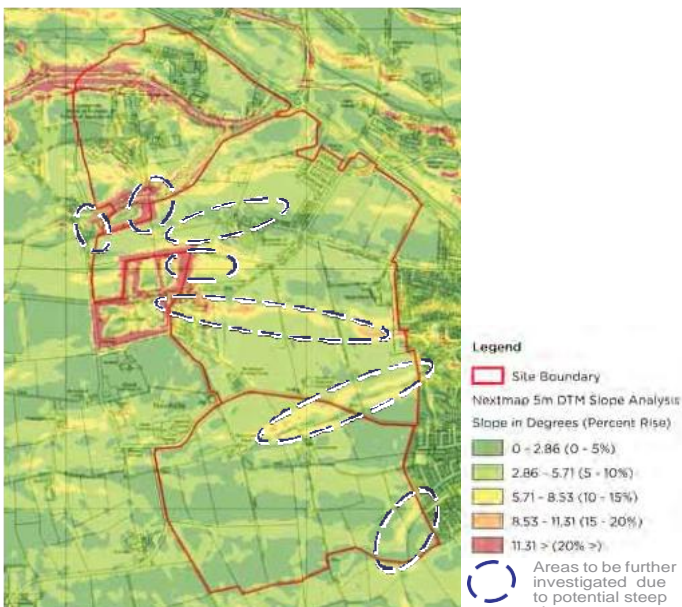 Legend
Site Boundary
Nextmap 5m DTM Slope Analysis
Slope in Degrees (Percent Rise)
0 - 2.86 (0 - 5%)
2.86 - 5.71 (5 - 10%)
5.71 - 8.53 (10 - 15%)
8.53 - 11.31 (15 - 20%)
11.31 > (20% >)
Areas to be further
investigated due
to potential steep